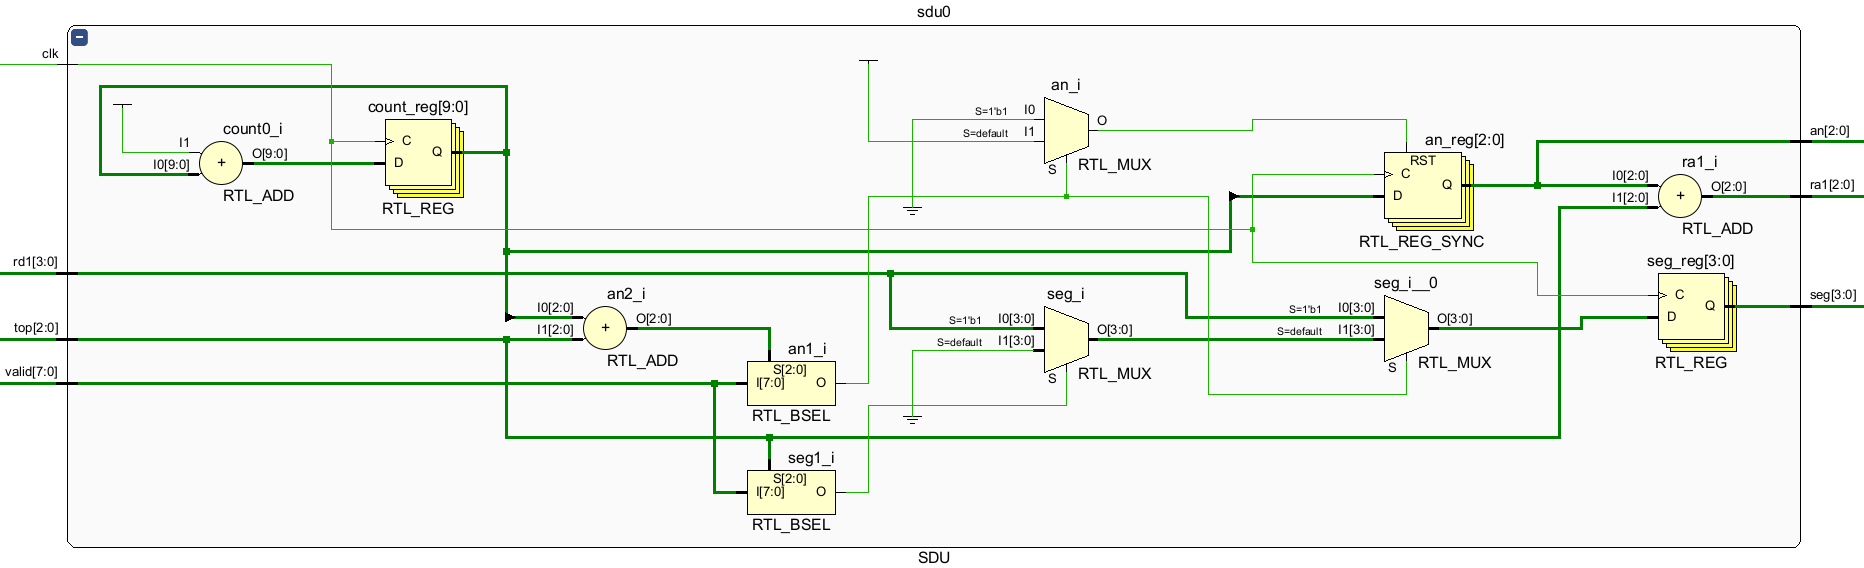 sdu0
clk
count_reg[9:0]
count0_i
I1
I0[9:0]
O[9:0]
+
RTL_ADD
C
D
Q
RTL_REG
an_i
S=1'b1
I0
S=default
I1
O
S
RTL_MUX
an_reg[2:0]
RST
C
D
Q
RTL_REG_SYNC
an[2:0]
ra1_i
I0[2:0]
I1[2:0]
O[2:0]
+
RTL_ADD
ra1[2:0]
rd1[3:0]
top[2:0]
valid[7:0]
an2_i
I0[2:0]
I1[2:0]
O[2:0]
+
RTL_ADD
an1_i
S[2:0]
I[7:0]
O
RTL_BSEL
seg1_i
S[2:0]
I[7:0]
O
RTL_BSEL
seg_i
S=1'b1
I0[3:0]
S=default
I1[3:0]
O[3:0]
S
RTL_MUX
seg_i__0
S=1'b1
I0[3:0]
S=default
I1[3:0]
O[3:0]
S
RTL_MUX
seg_reg[3:0]
C
D
Q
RTL_REG
seg[3:0]
SDU